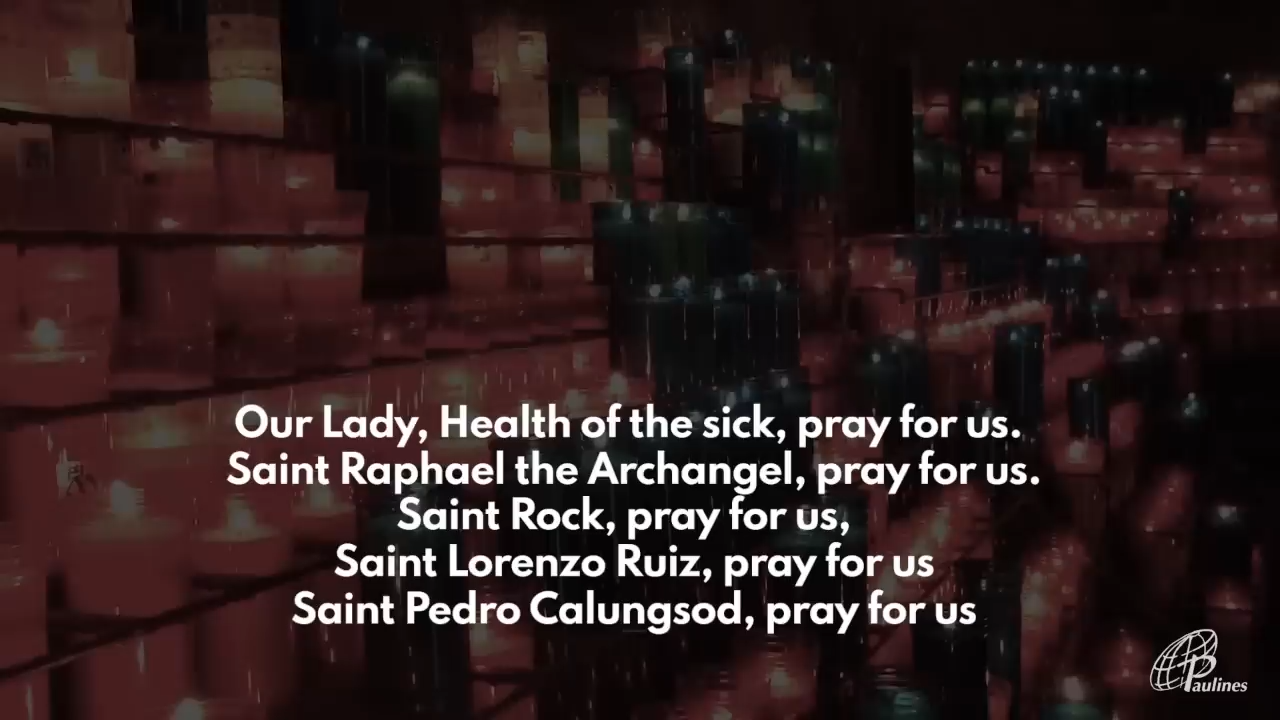 Our Lady, Health of the sick, pray for us.
Saint Raphael the Archangel, pray for us.
Saint Rock, pray for us,
Saint Lorenzo Ruiz, pray for us
Saint Pedro Calungsod, pray for us
Paulines